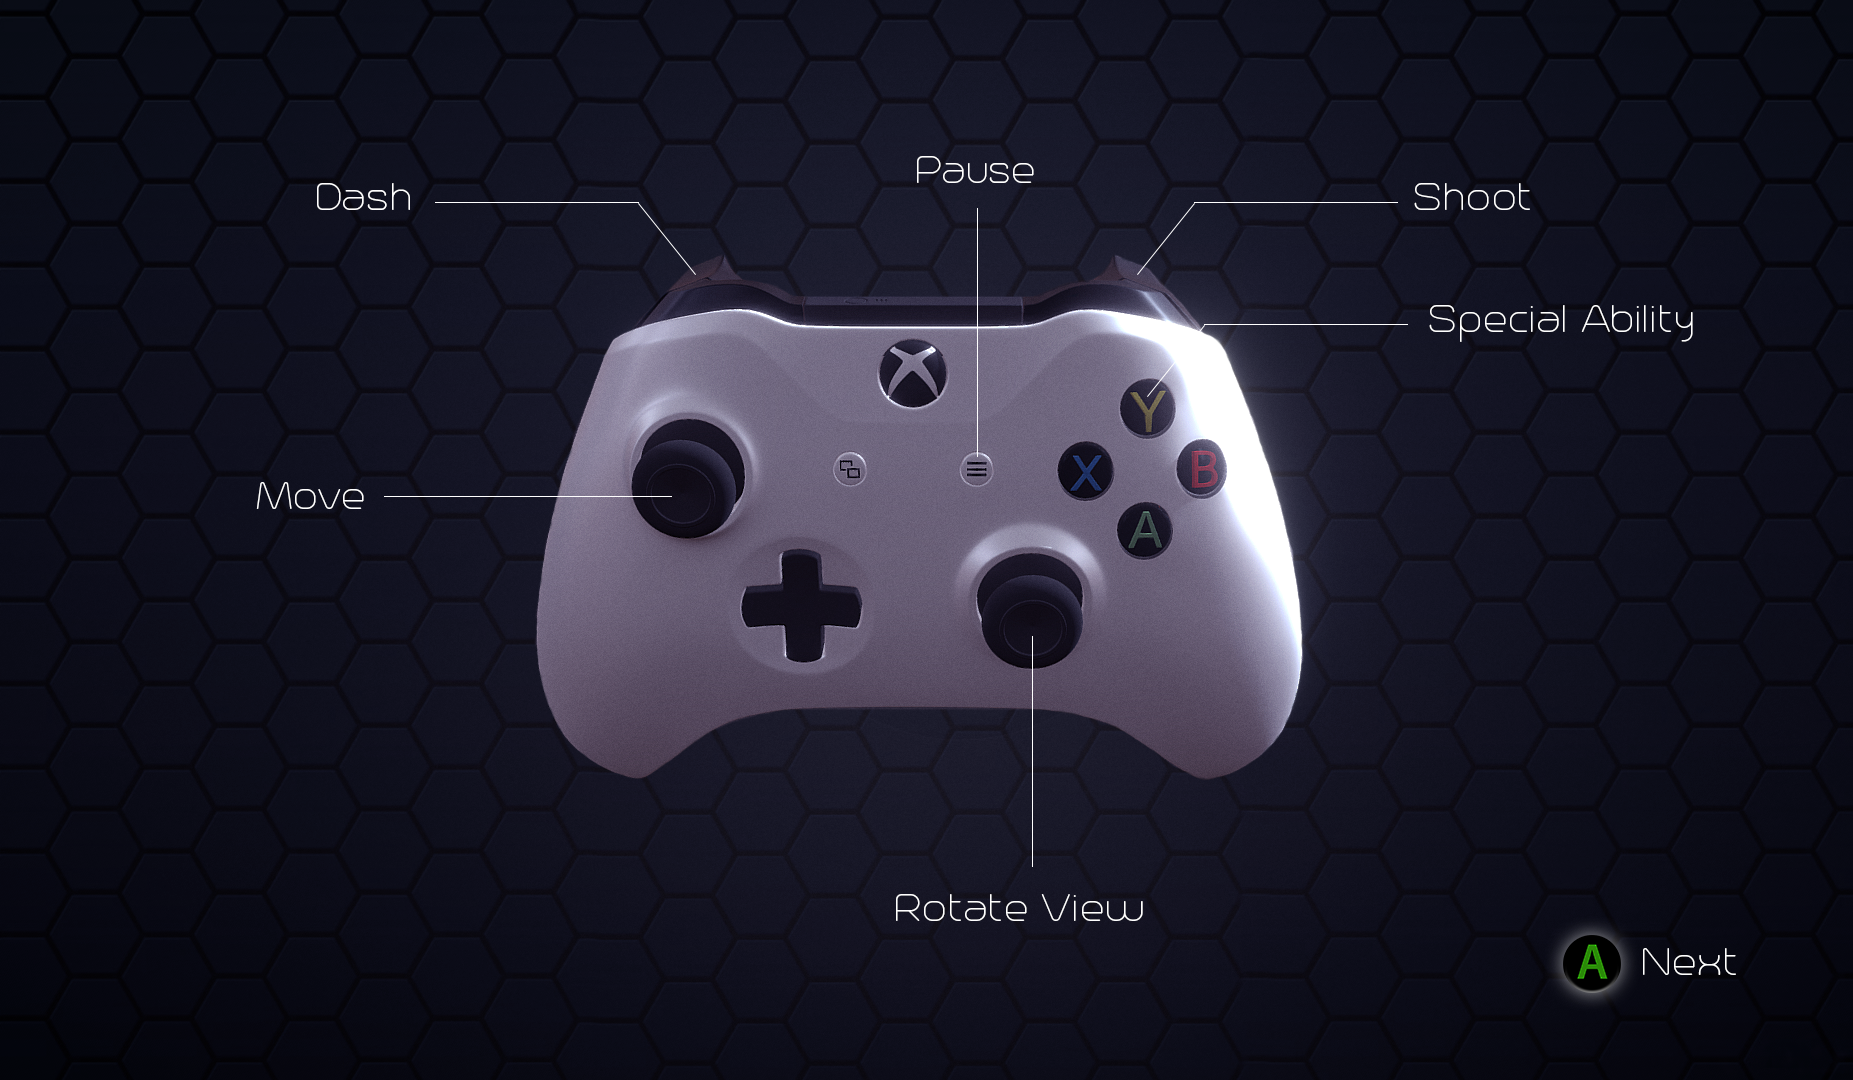 Pause
Dash
Shoot
Special Ability
Y
X
B
Move
A
Rotate View
A Next